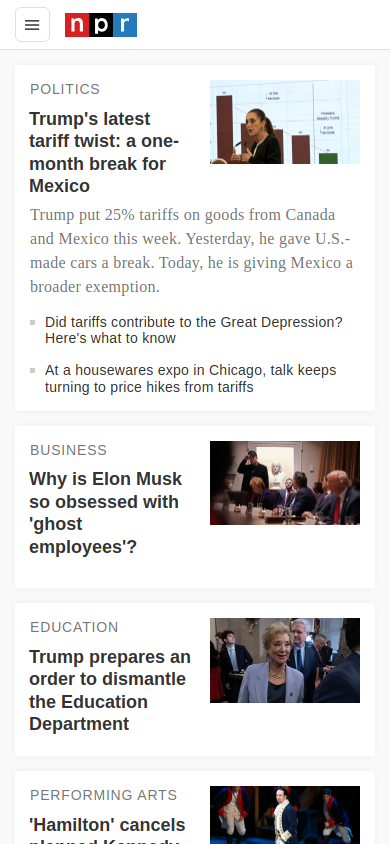 npr
POLITICS
Trump's latest
tariff twist: a one-
month break for
Mexico
Trump put 25% tariffs on goods from Canada
and Mexico this week. Yesterday, he gave U.S.-
made cars a break. Today, he is giving Mexico a
broader exemption.
Did tariffs contribute to the Great Depression?
Here's what to know
At a housewares expo in Chicago, talk keeps
turning to price hikes from tariffs
BUSINESS
Why is Elon Musk
so obsessed with
'ghost
employees'?
EDUCATION
Trump prepares an
order to dismantle
the Education
Department
PERFORMING ARTS
'Hamilton' cancels
planned Kennedy